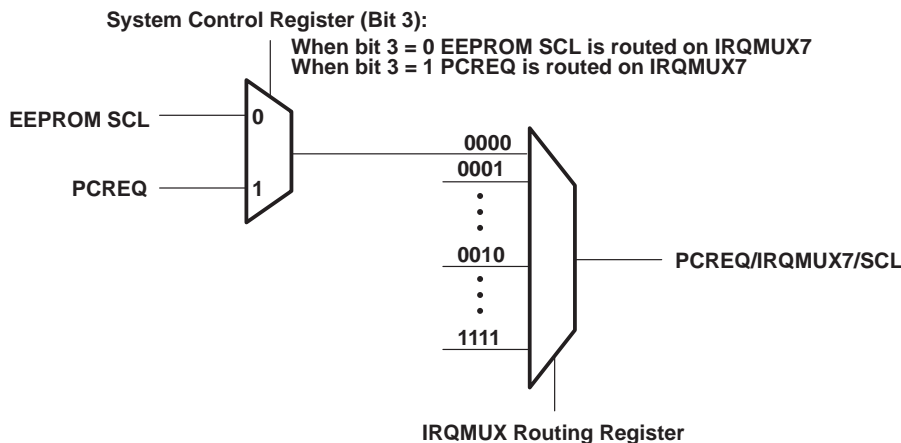 System Control Register (Bit 3):
When bit 3 = 0 EEPROM SCL is routed on IRQMUX7
When bit 3 = 1 PCREQ is routed on IRQMUX7
EEPROM SCL
0
PCREQ
1
0000
0001
0010
1111
PCREQ/IRQMUX7/SCL
IRQMUX Routing Register